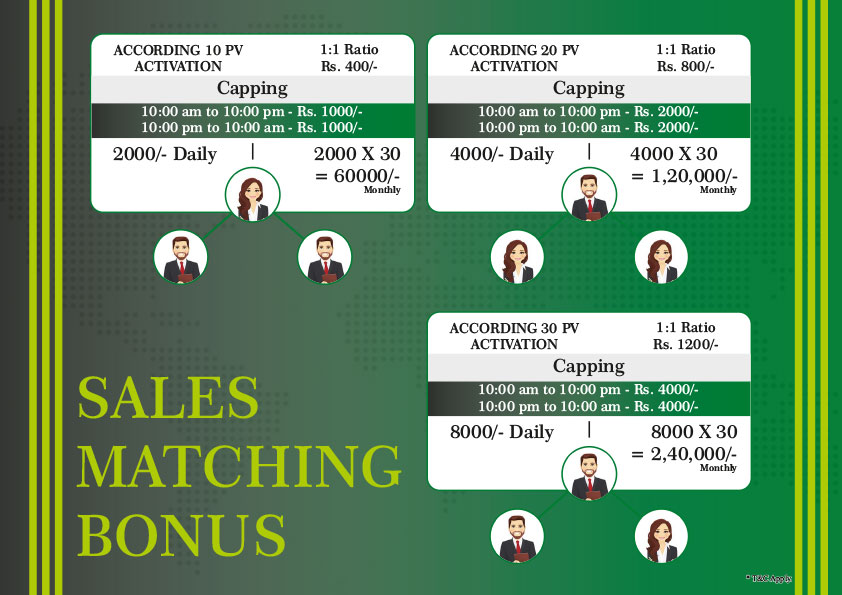 ACCORDING 10 PV
ACTIVATION
1:1 Ratio
Rs. 400/-
Capping
10:00 am to 10:00 pm - Rs. 1000/-
10:00 pm to 10:00 am - Rs. 1000/-
2000/- Daily | 2000 X 30
= 60000/-
Monthly
ACCORDING 20 PV
ACTIVATION
1:1 Ratio
Rs. 800/-
Capping
10:00 am to 10:00 pm - Rs. 2000/-
10:00 pm to 10:00 am - Rs. 2000/-
4000/- Daily | 4000 X 30
= 1,20,000/-
Monthly
ACCORDING 30 PV
ACTIVATION
1:1 Ratio
Rs. 1200/-
Capping
10:00 am to 10:00 pm - Rs. 4000/-
10:00 pm to 10:00 am - Rs. 4000/-
8000/- Daily | 8000 X 30
= 2,40,000/-
Monthly
SALES
MATCHING
BONUS
* T&C Apply